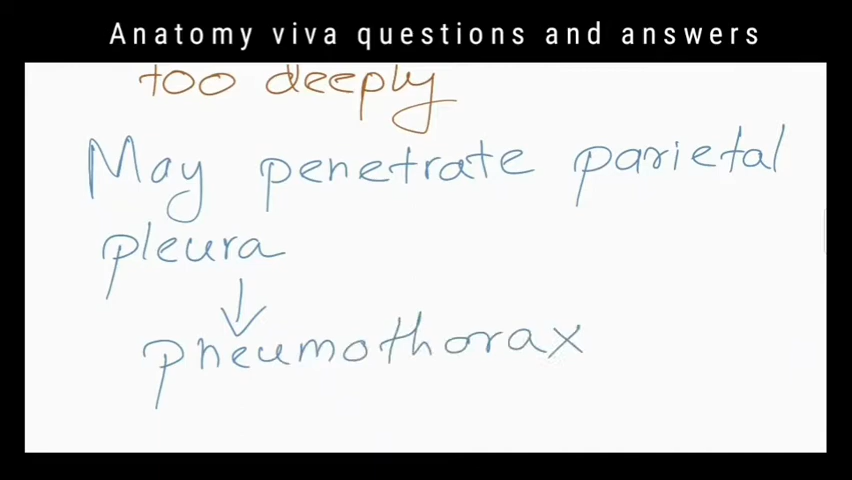 Anatomy viva questions and answers
too deeply
May penetrate parietal
pleura
↓
pneumothorax